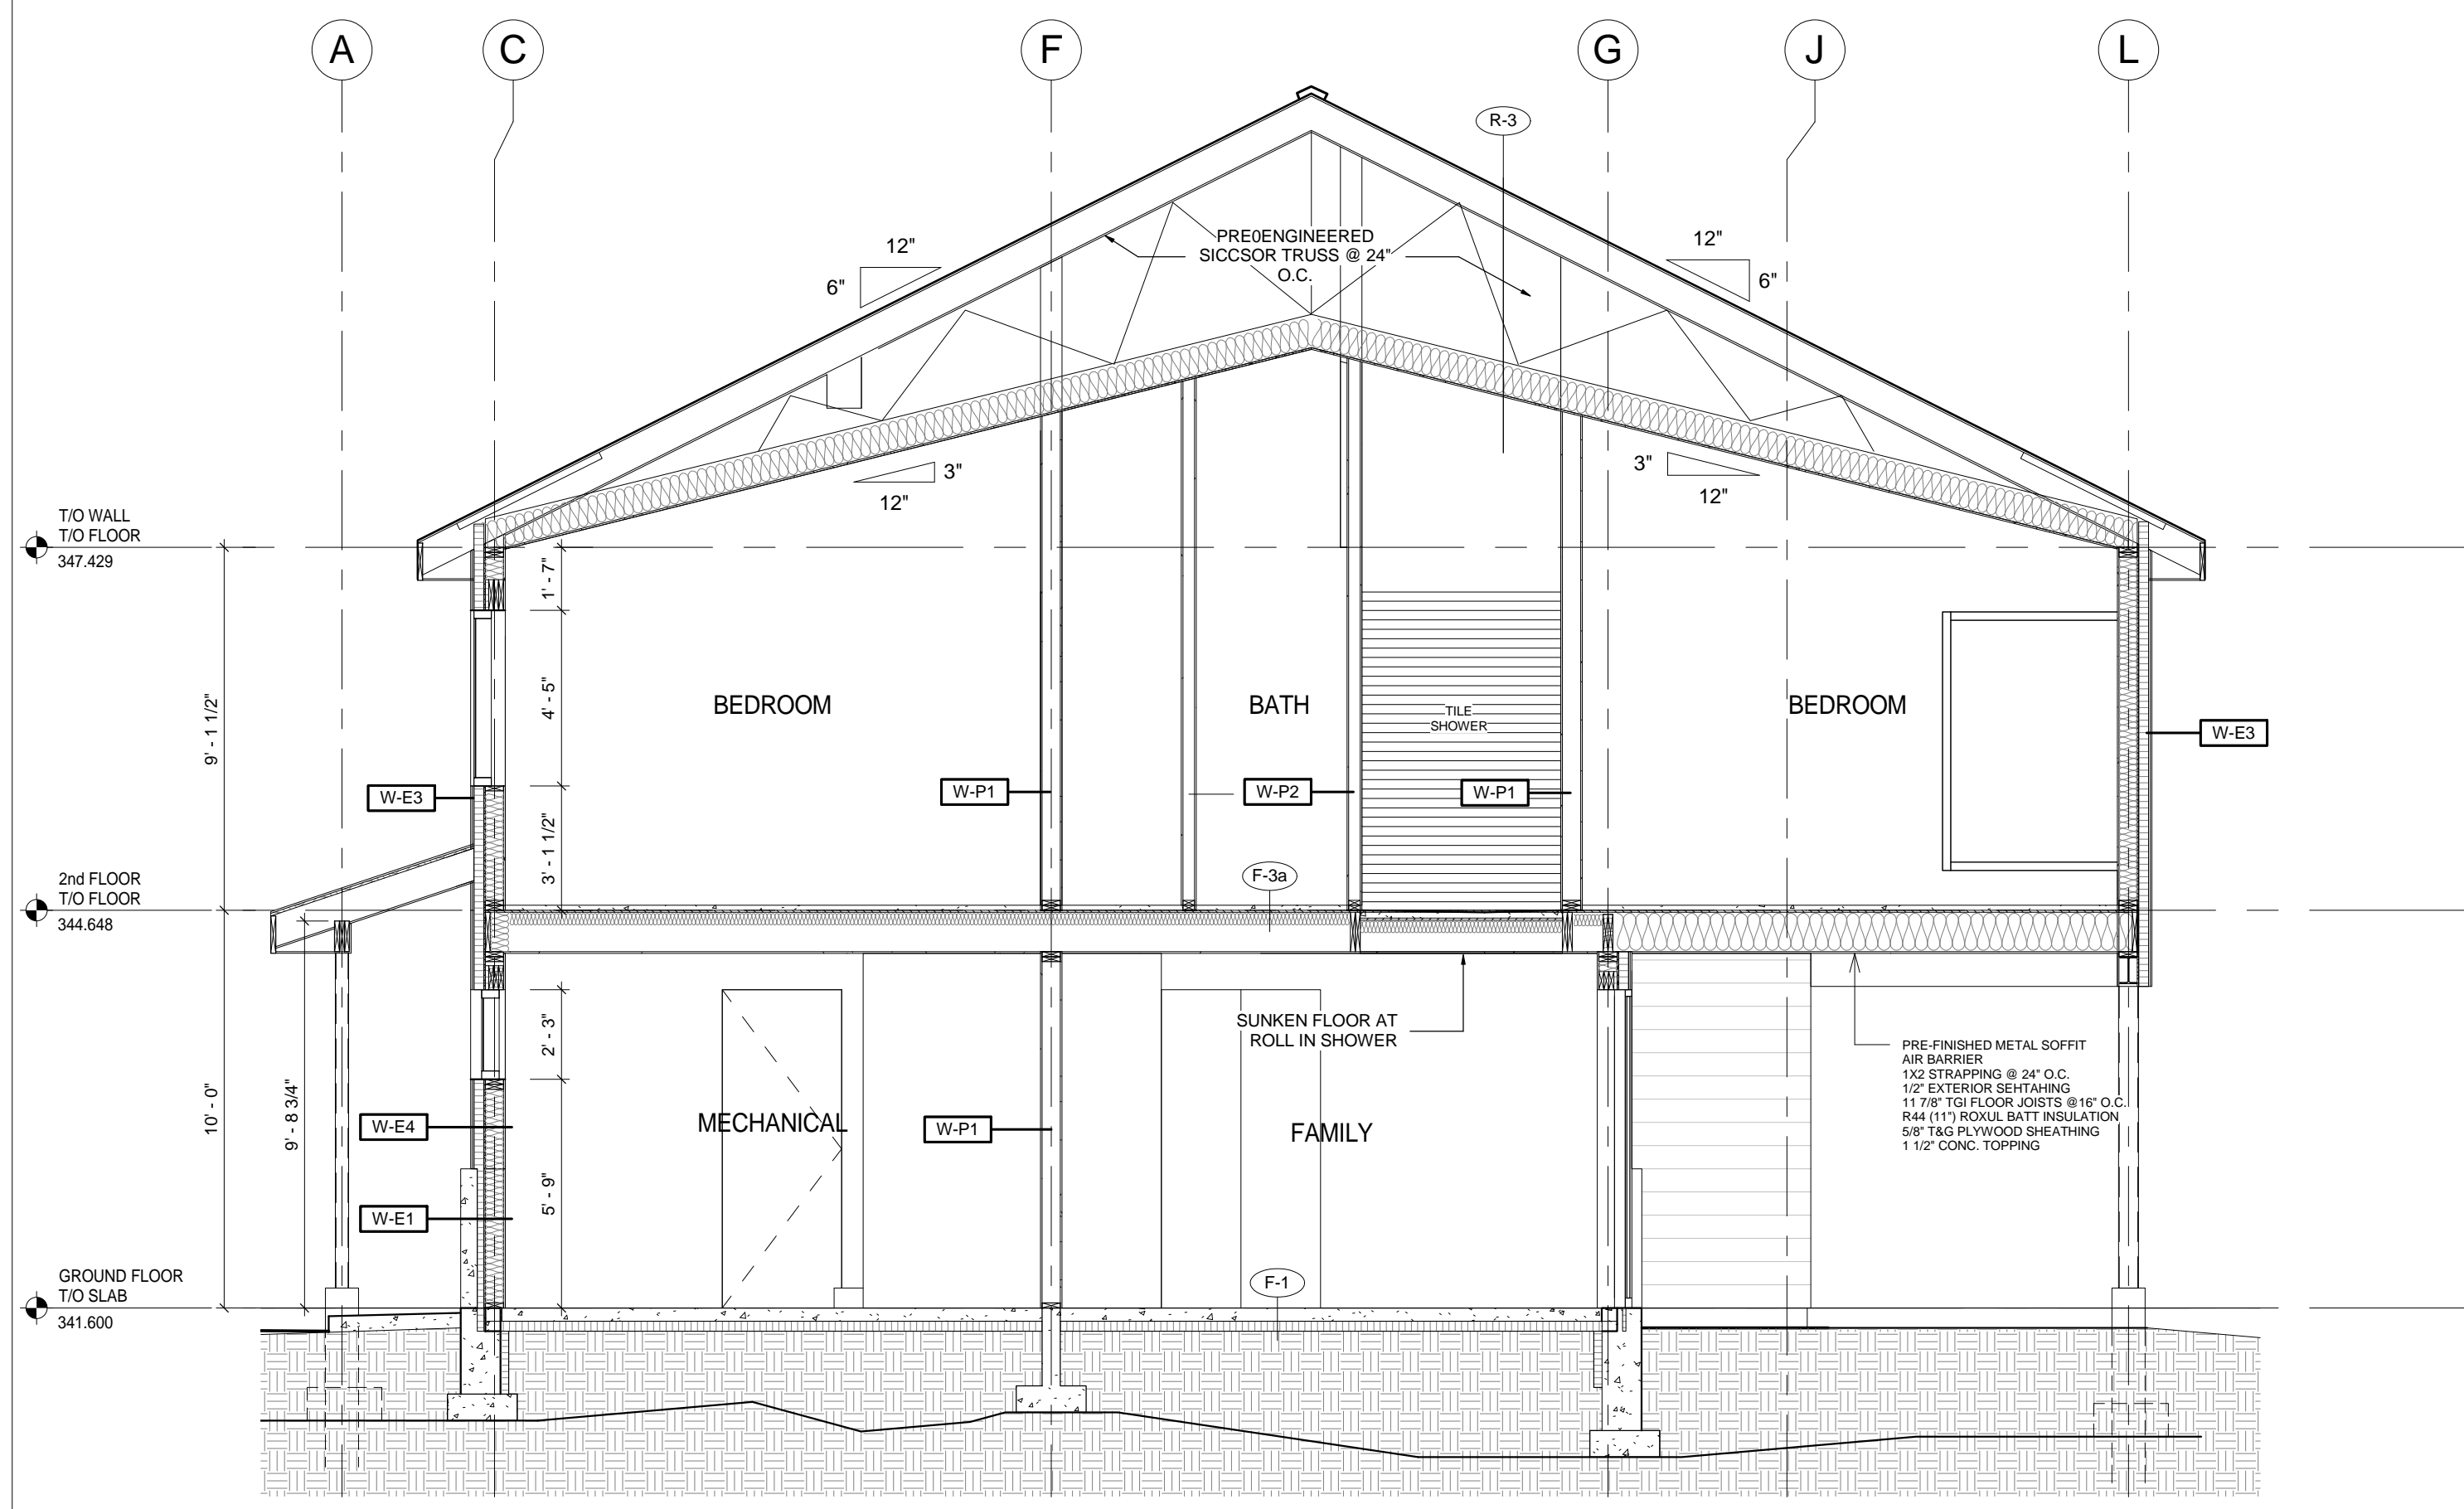 A
C
F
G
J
L
R-3
PRE0ENGINEERED
SICCSOR TRUSS @ 24"
O.C.
12"
6"
12"
6"
3"
12"
3"
12"
T/O WALL
T/O FLOOR
347.429
1' - 7"
4' - 5"
3' - 1 1/2"
9' - 1 1/2"
BEDROOM
BATH
TILE
SHOWER
BEDROOM
W-E3
W-E3
W-P1
W-P2
W-P1
F-3a
2nd FLOOR
T/O FLOOR
344.648
SUNKEN FLOOR AT
ROLL IN SHOWER
2' - 3"
5' - 9"
10' - 0"
9' - 8 3/4"
PRE-FINISHED METAL SOFFIT
AIR BARRIER
1X2 STRAPPING @ 24" O.C.
1/2" EXTERIOR SEHTAHING
11 7/8" TGI FLOOR JOISTS @16" O.C.
R44 (11") ROXUL BATT INSULATION
5/8" T&G PLYWOOD SHEATHING
1 1/2" CONC. TOPPING
MECHANICAL
FAMILY
W-E4
W-P1
W-E1
F-1
GROUND FLOOR
T/O SLAB
341.600